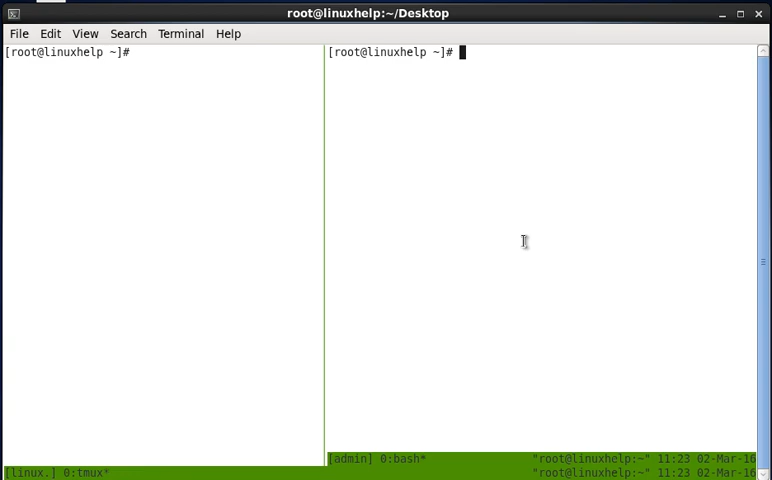 root@linuxhelp:~/Desktop
File Edit View Search Terminal Help
[root@linuxhelp ~]#
[root@linuxhelp ~]#
[admin] 0:bash* "root@linuxhelp:~" 11:23 02-Mar-16
[linux.] 0:tmux* "root@linuxhelp:~" 11:23 02-Mar-16